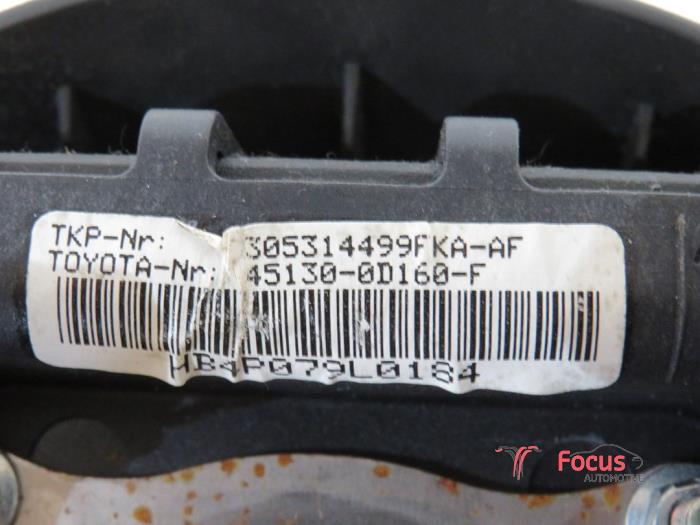 TKP-Nr: 305314499FKA-AF
TOYOTA-Nr: 45130-0D160-F
HB4P079L0184
Focus
AUTOMOTIVE